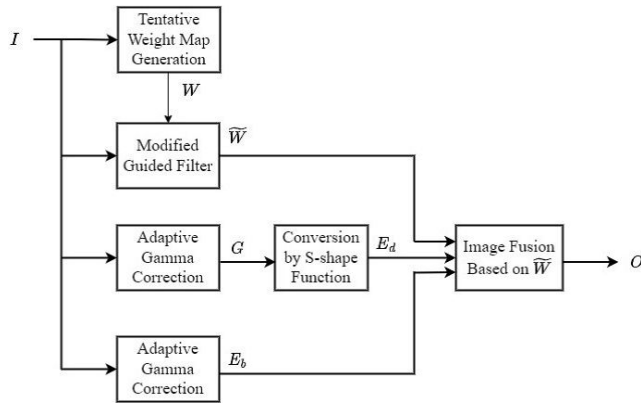 Tentative
Weight Map
Generation
I
W
Modified
Guided Filter
W̃
Adaptive
Gamma
Correction
G
Conversion
by S-shape
Function
E_d
Image Fusion
Based on W̃
O
Adaptive
Gamma
Correction
E_b